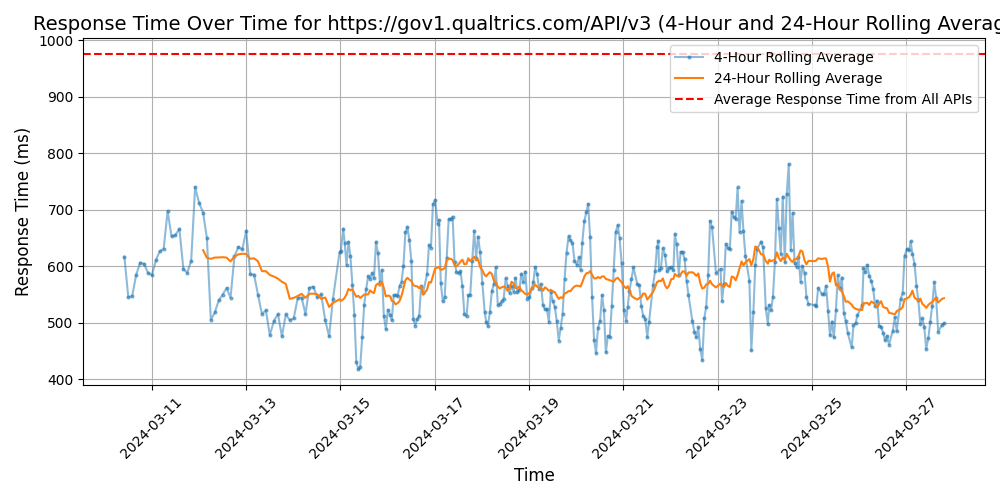 Response Time Over Time for https://gov1.qualtrics.com/API/v3 (4-Hour and 24-Hour Rolling Averag
4-Hour Rolling Average
24-Hour Rolling Average
Average Response Time from All APIs
Response Time (ms)
1000
900
800
700
600
500
400
2024-03-11
2024-03-13
2024-03-15
2024-03-17
2024-03-19
2024-03-21
2024-03-23
2024-03-25
2024-03-27
Time